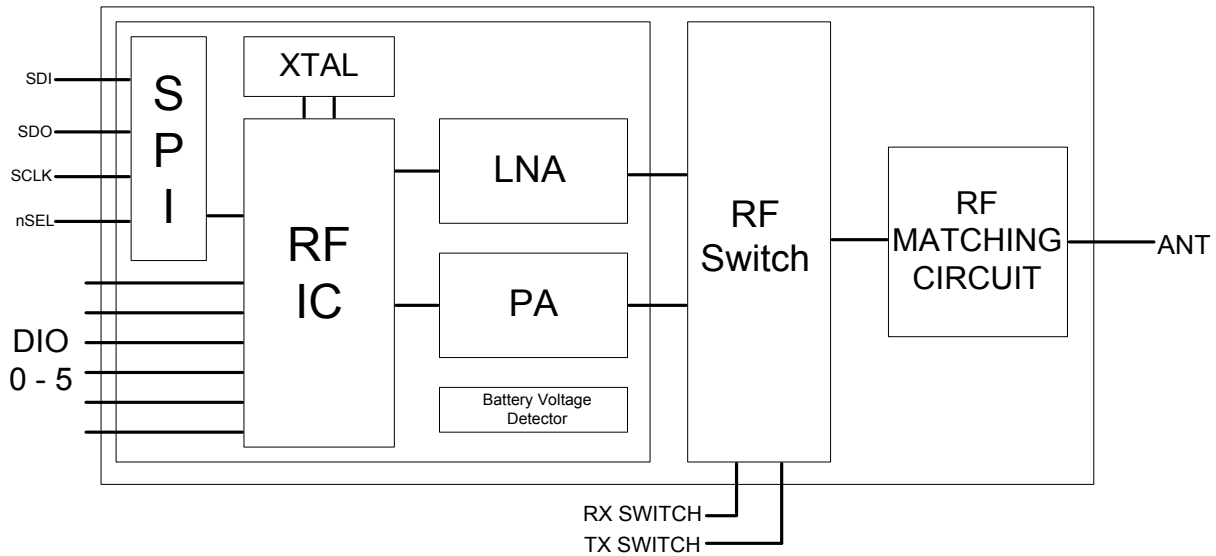 SDI
SDO
SCLK
nSEL
DIO
0 - 5
S
P
I
XTAL
RF
IC
LNA
PA
Battery Voltage
Detector
RF
Switch
RF
MATCHING
CIRCUIT
ANT
RX SWITCH
TX SWITCH